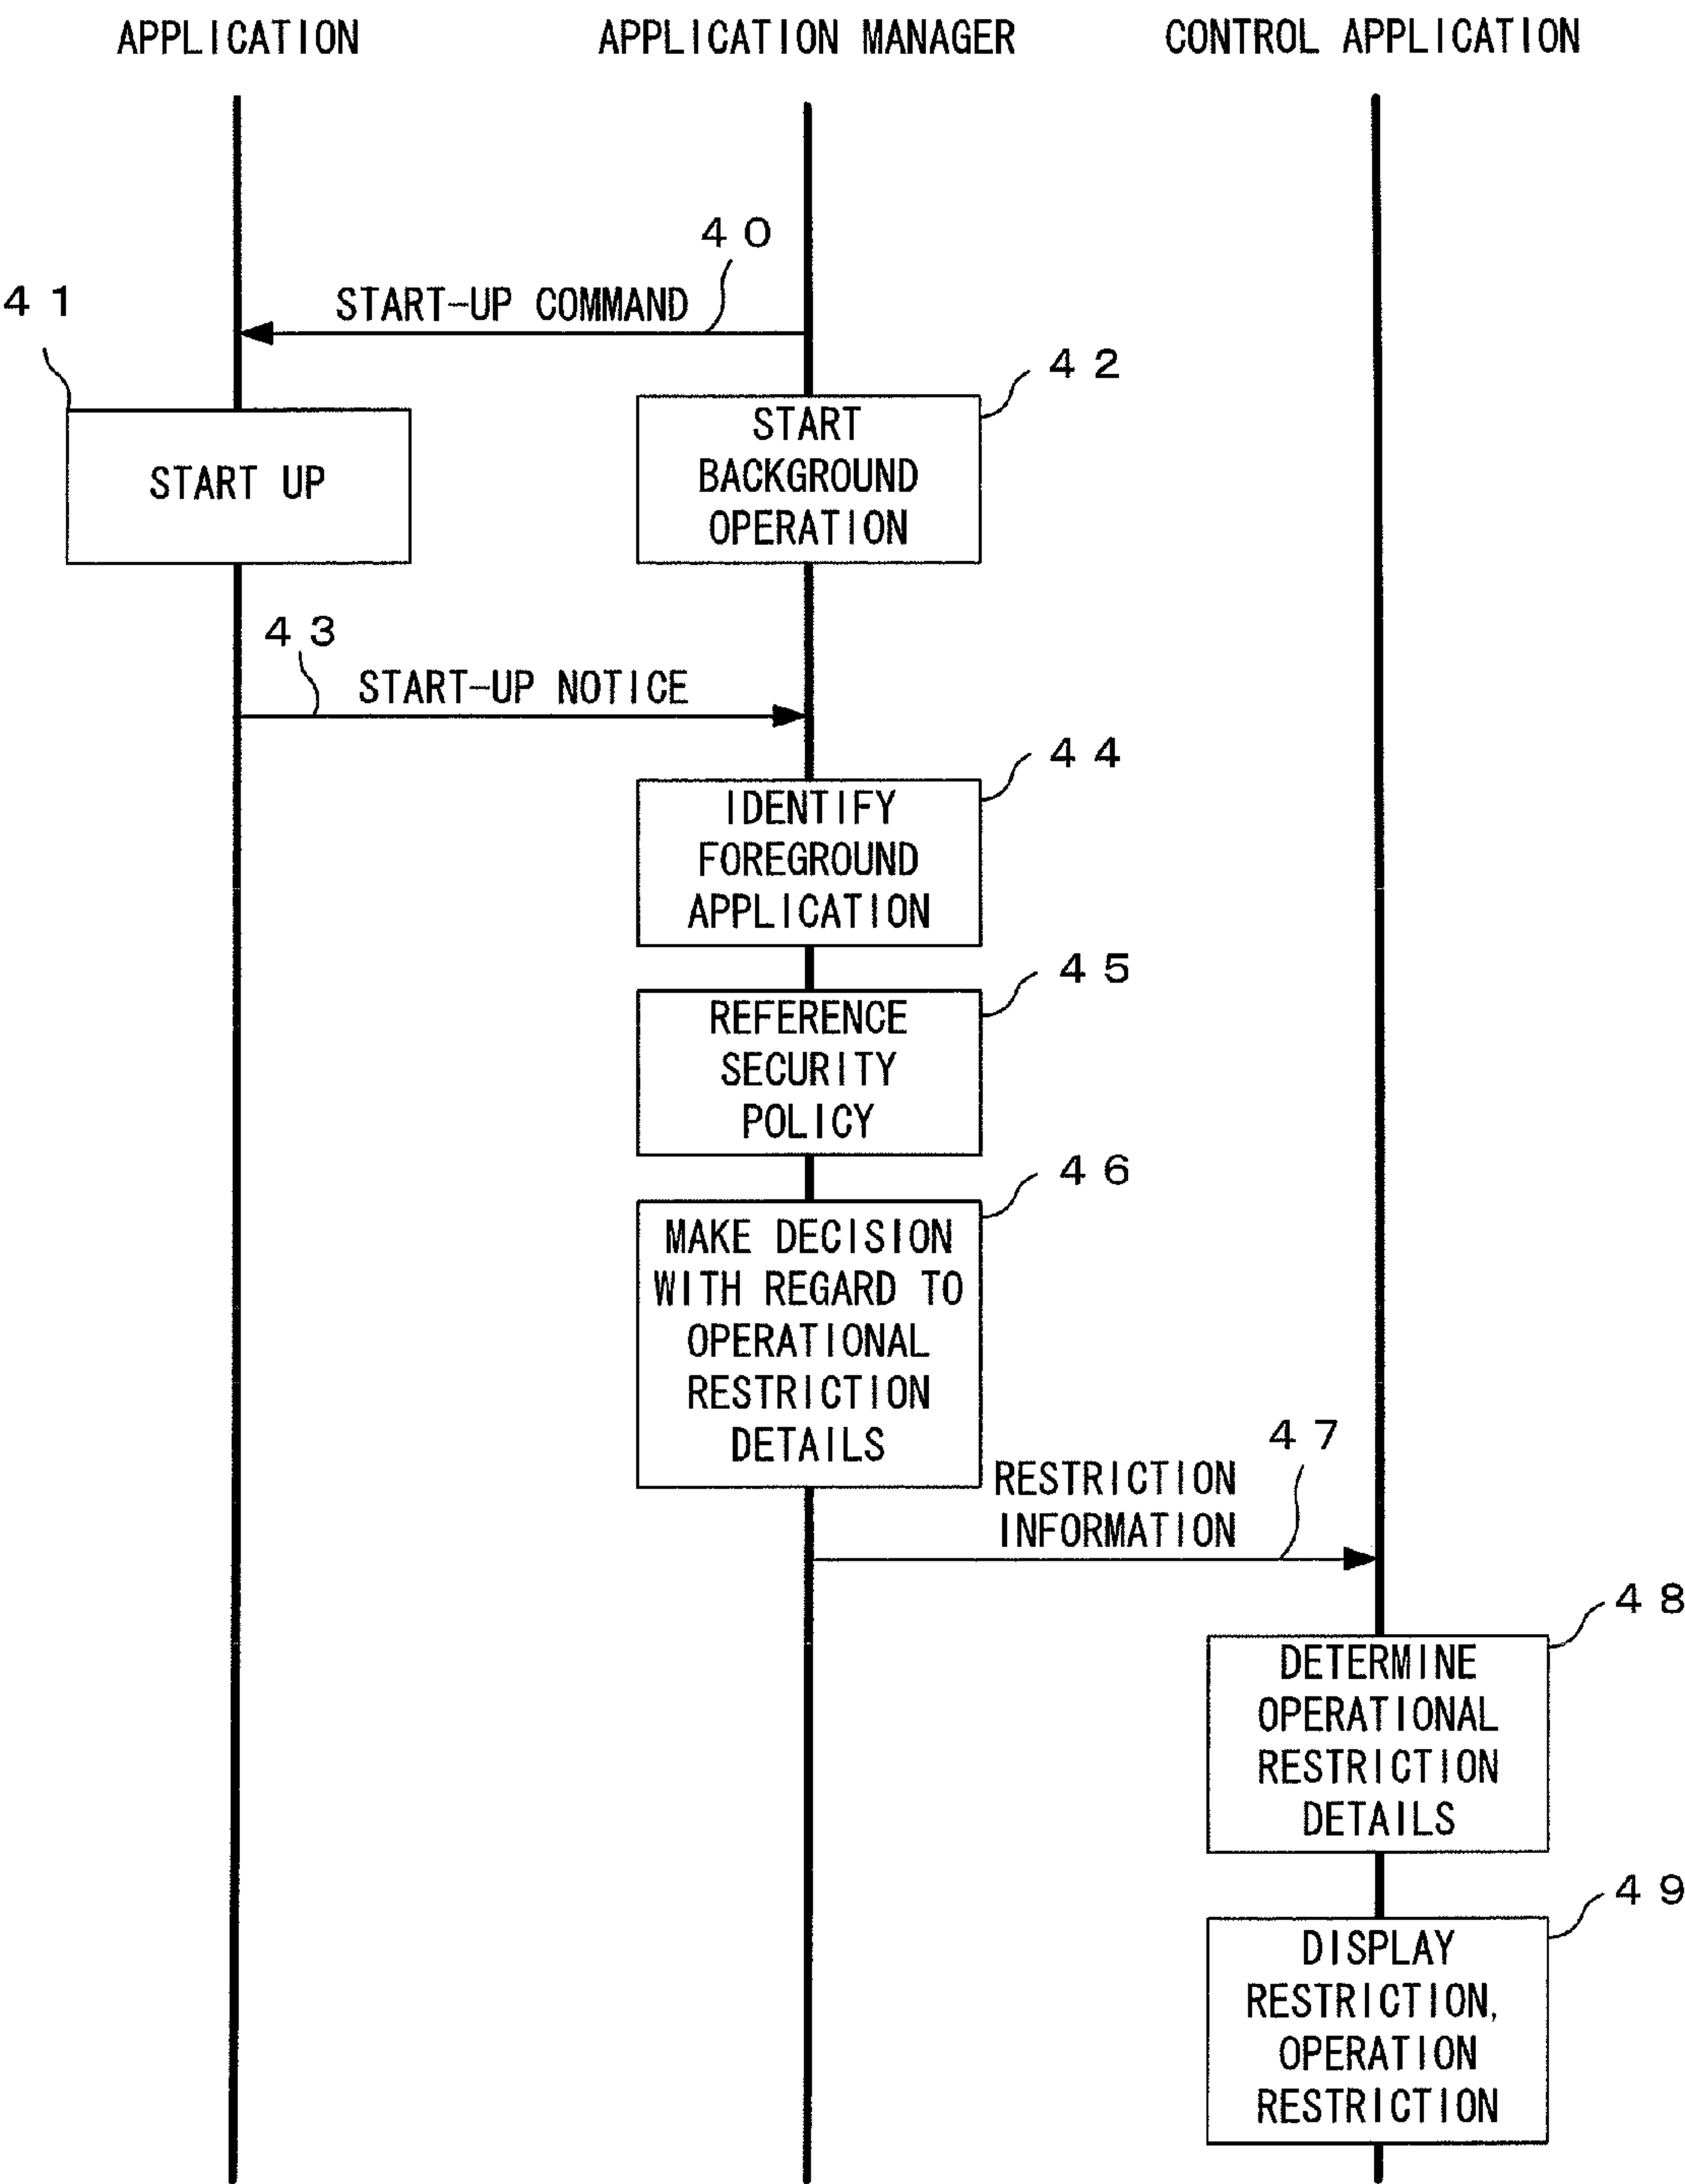 APPLICATION
APPLICATION MANAGER
CONTROL APPLICATION
40
START-UP COMMAND
41
START UP
42
START
BACKGROUND
OPERATION
43
START-UP NOTICE
44
IDENTIFY
FOREGROUND
APPLICATION
45
REFERENCE
SECURITY
POLICY
46
MAKE DECISION
WITH REGARD TO
OPERATIONAL
RESTRICTION
DETAILS
47
RESTRICTION
INFORMATION
48
DETERMINE
OPERATIONAL
RESTRICTION
DETAILS
49
DISPLAY
RESTRICTION,
OPERATION
RESTRICTION